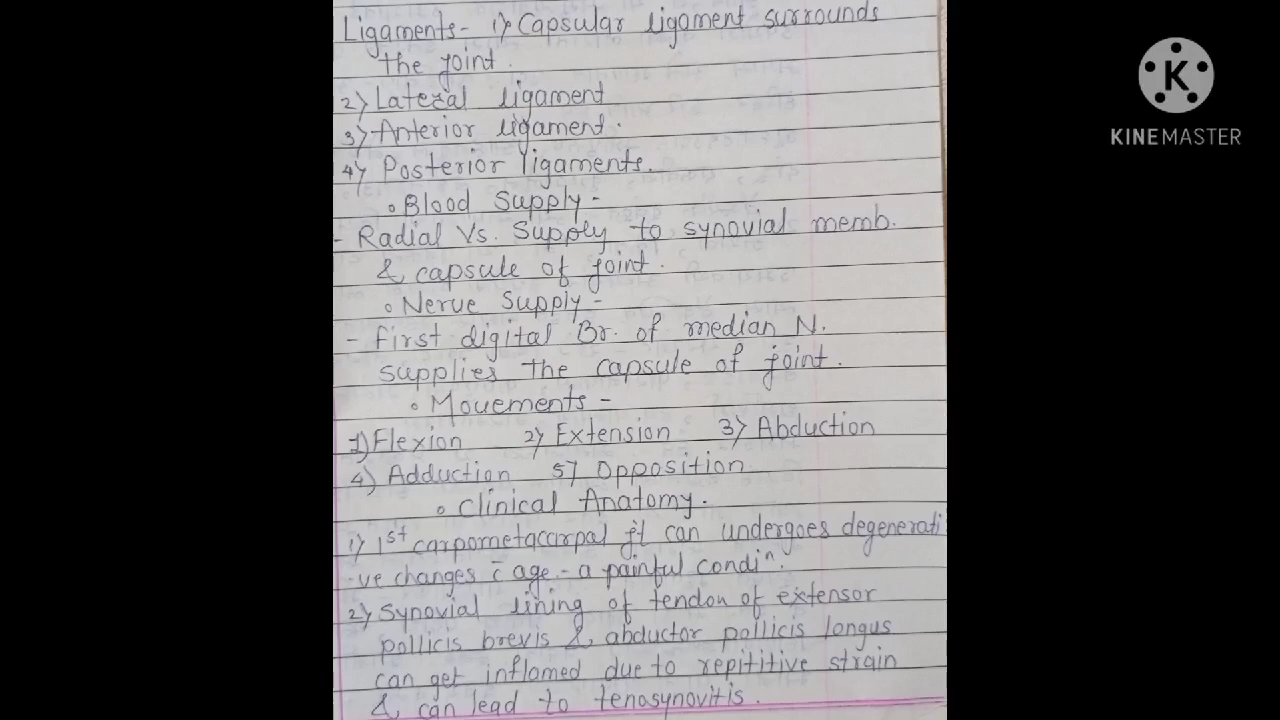 Ligaments- 1) Capsular ligament surrounds
the joint.
2) Lateral ligament
3) Anterior ligament.
4) Posterior ligaments.
• Blood Supply -
- Radial Vs. Supply to synovial memb.
& capsule of joint.
• Nerve Supply -
- First digital Br. of median N.
supplies the capsule of joint.
• Movements -
1) Flexion 2) Extension 3) Abduction
4) Adduction 5) Opposition
• Clinical Anatomy.
1) 1st carpometacarpal jt can undergoes degenerati
-ve changes c̄ age - a painful condiⁿ.
2) Synovial lining of tendon of extensor
pollicis brevis & abductor pollicis longus
can get inflamed due to repititive strain
& can lead to tenosynovitis.
K
KINEMASTER